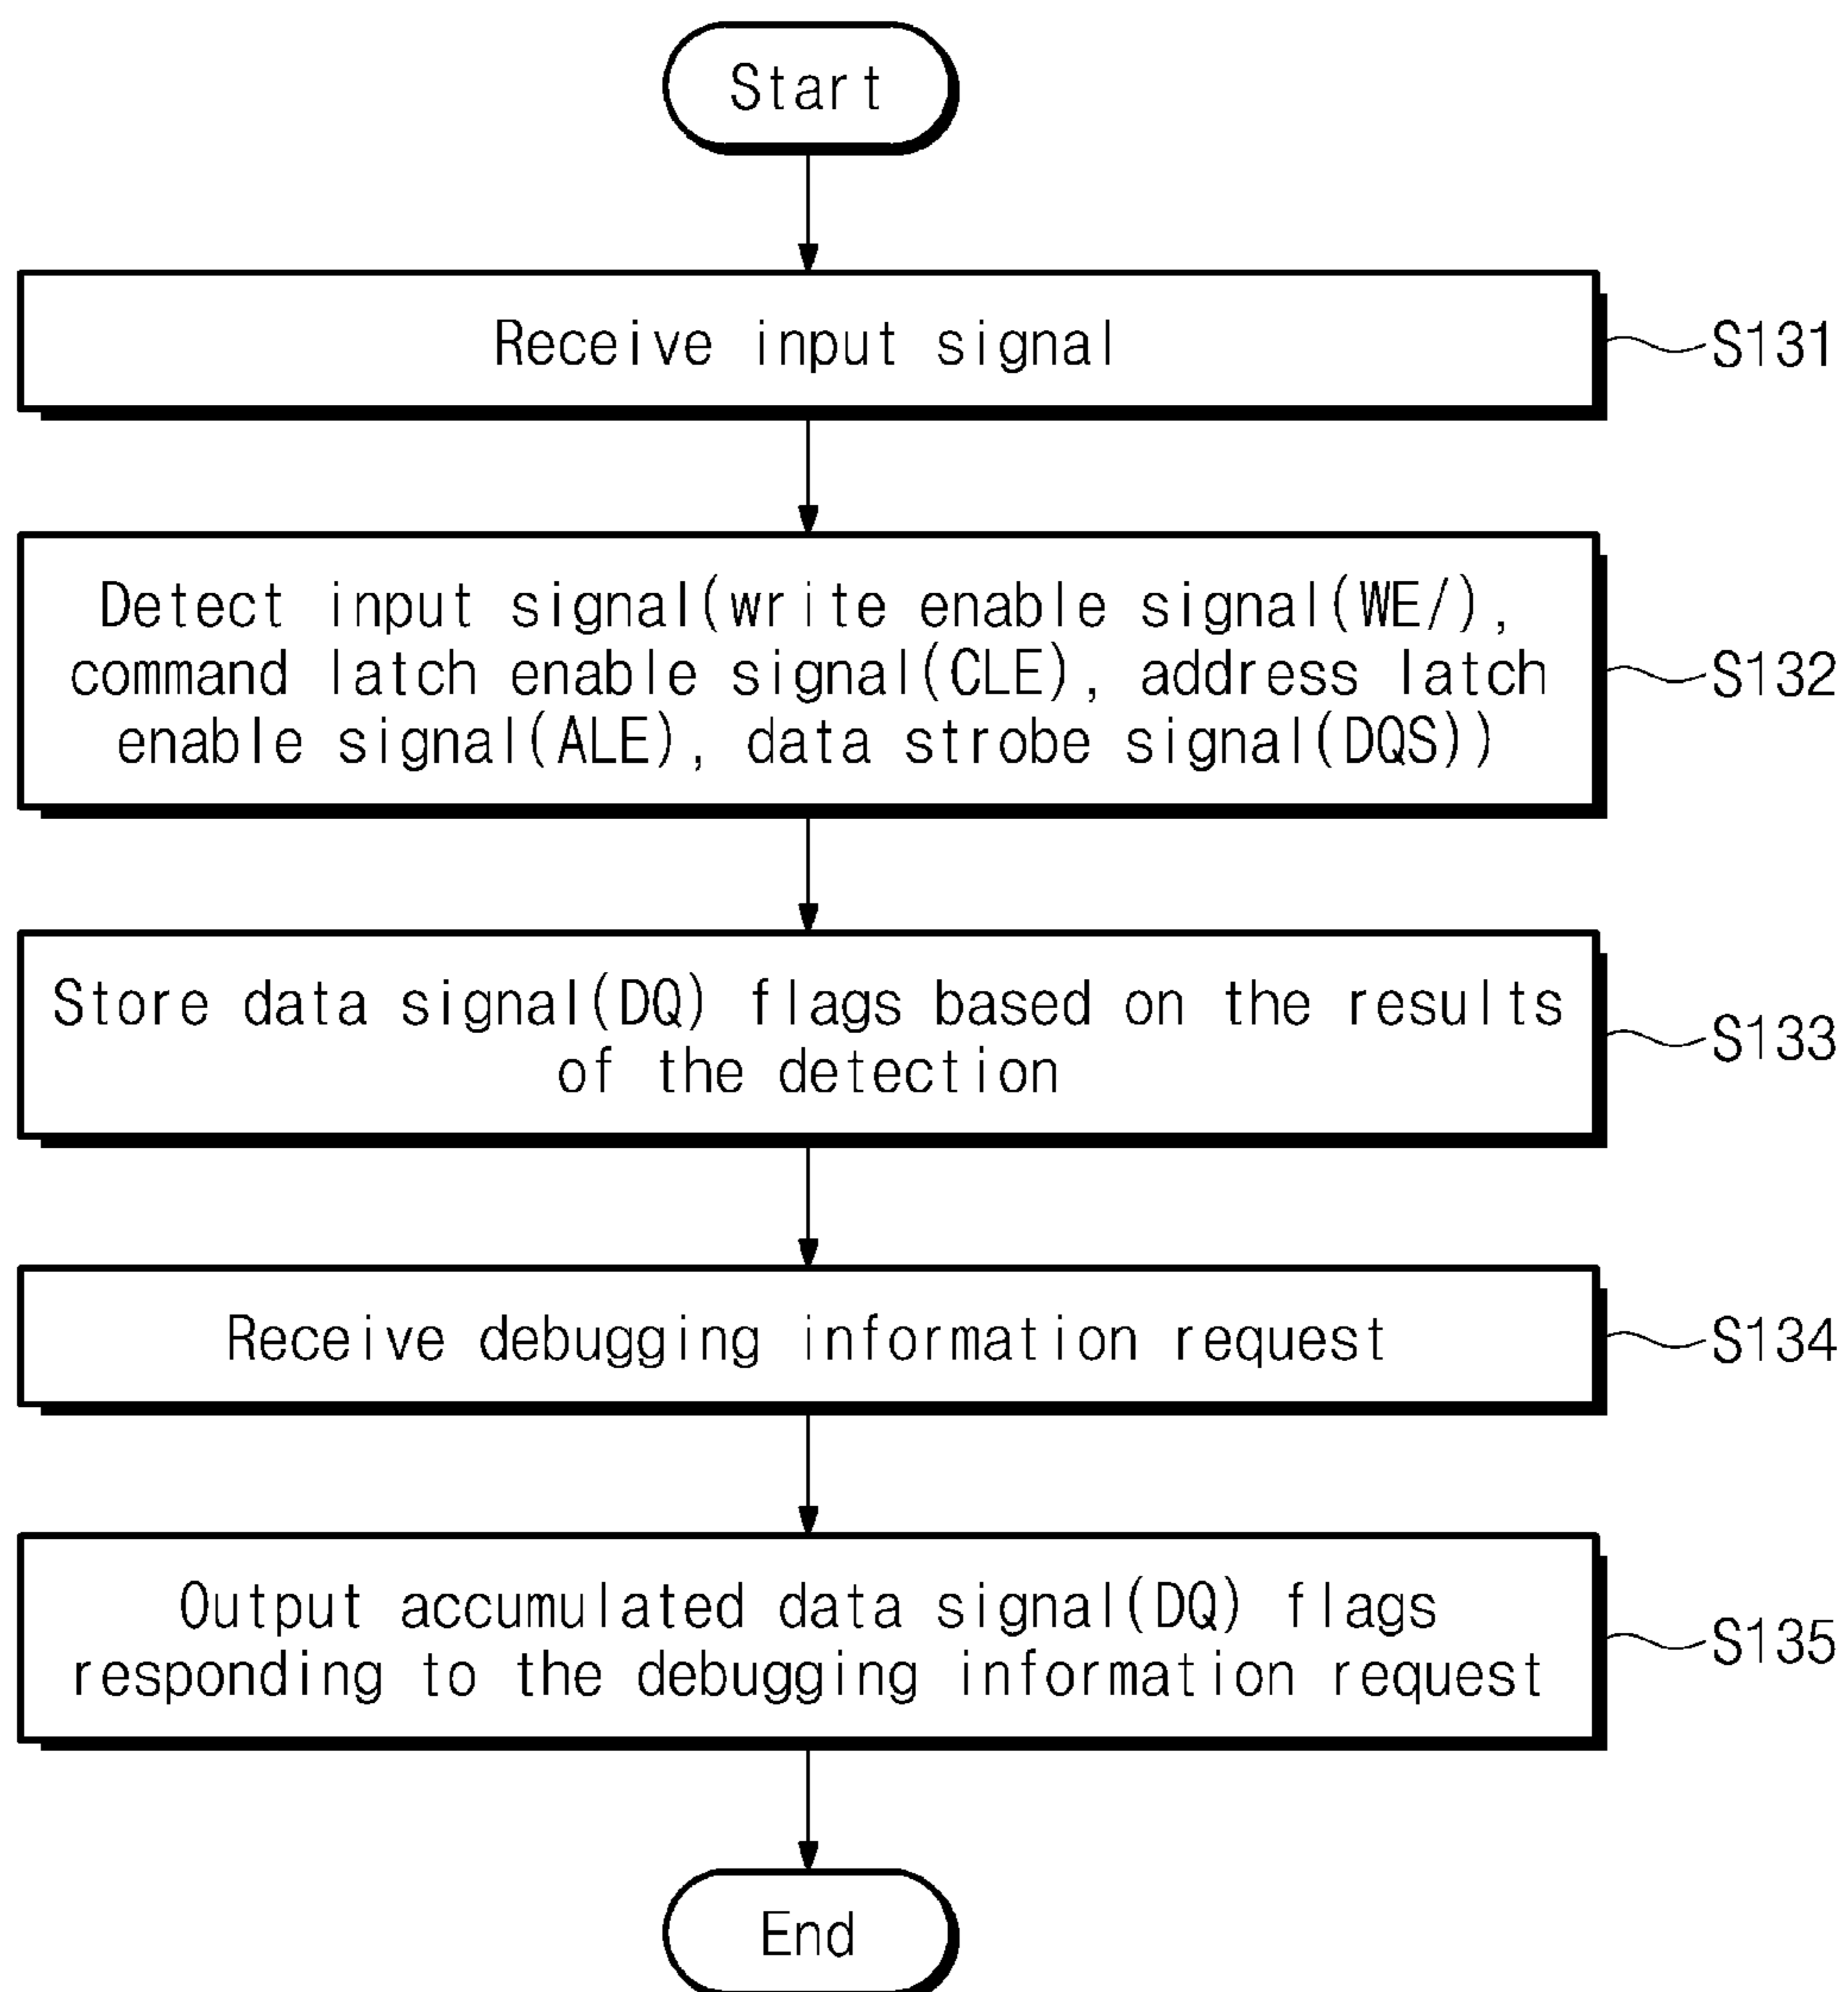 Start
Receive input signal
S131
Detect input signal(write enable signal(WE/),
command latch enable signal(CLE), address latch
enable signal(ALE), data strobe signal(DQS))
S132
Store data signal(DQ) flags based on the results
of the detection
S133
Receive debugging information request
S134
Output accumulated data signal(DQ) flags
responding to the debugging information request
S135
End